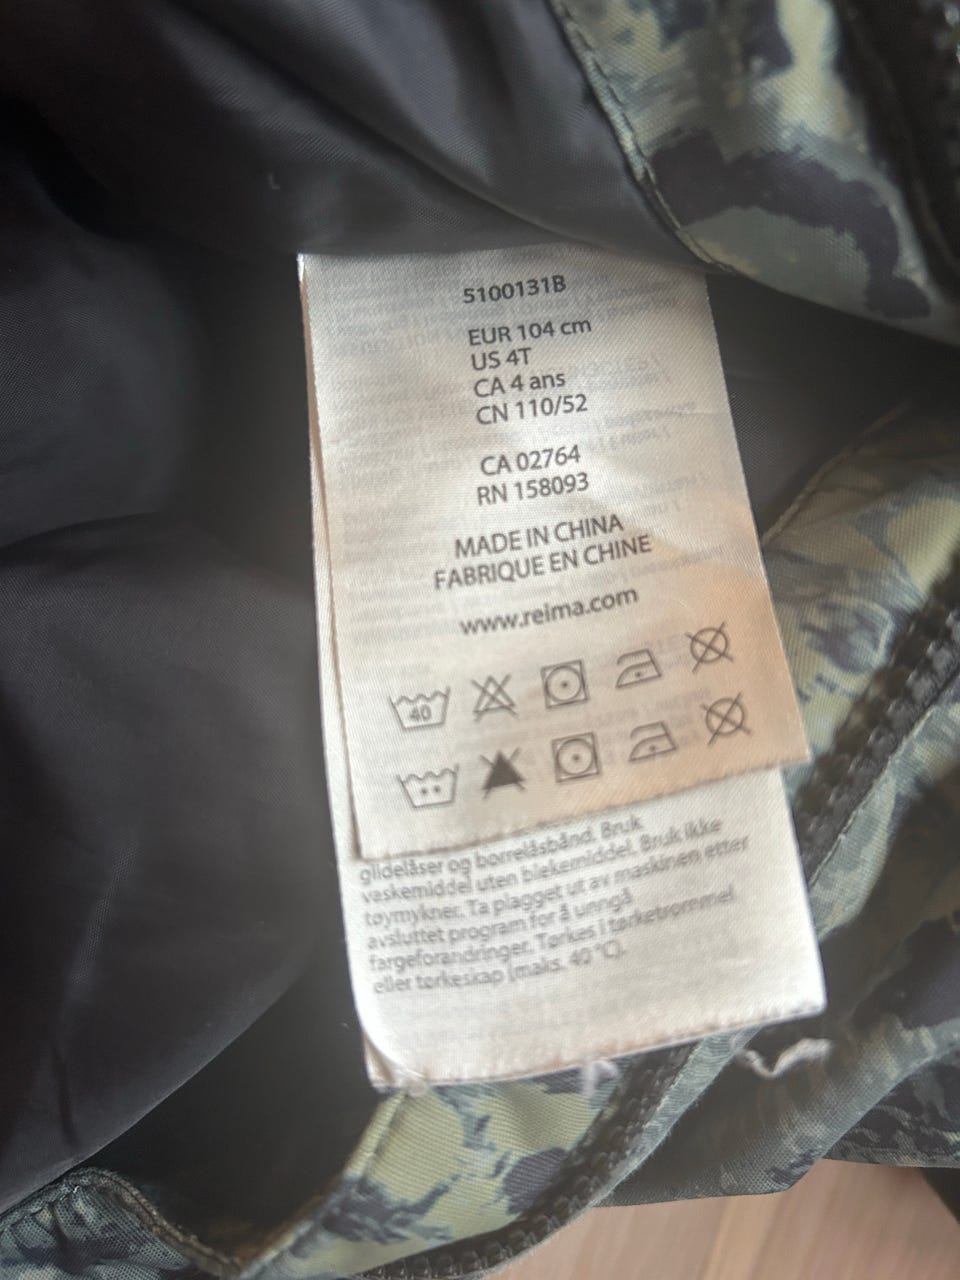 5100131B
EUR 104 cm
US 4T
CA 4 ans
CN 110/52
CA 02764
RN 158093
MADE IN CHINA
FABRIQUE EN CHINE
www.reima.com
40
glidelåser og borrelåsbånd. Bruk
vaskemiddel uten blekemiddel. Bruk ikke
tøymykner. Ta plagget ut av maskinen etter
avsluttet program for å unngå
fargeforandringer. Tørkes i tørketrommel
eller tørkeskap (maks. 40 °C).